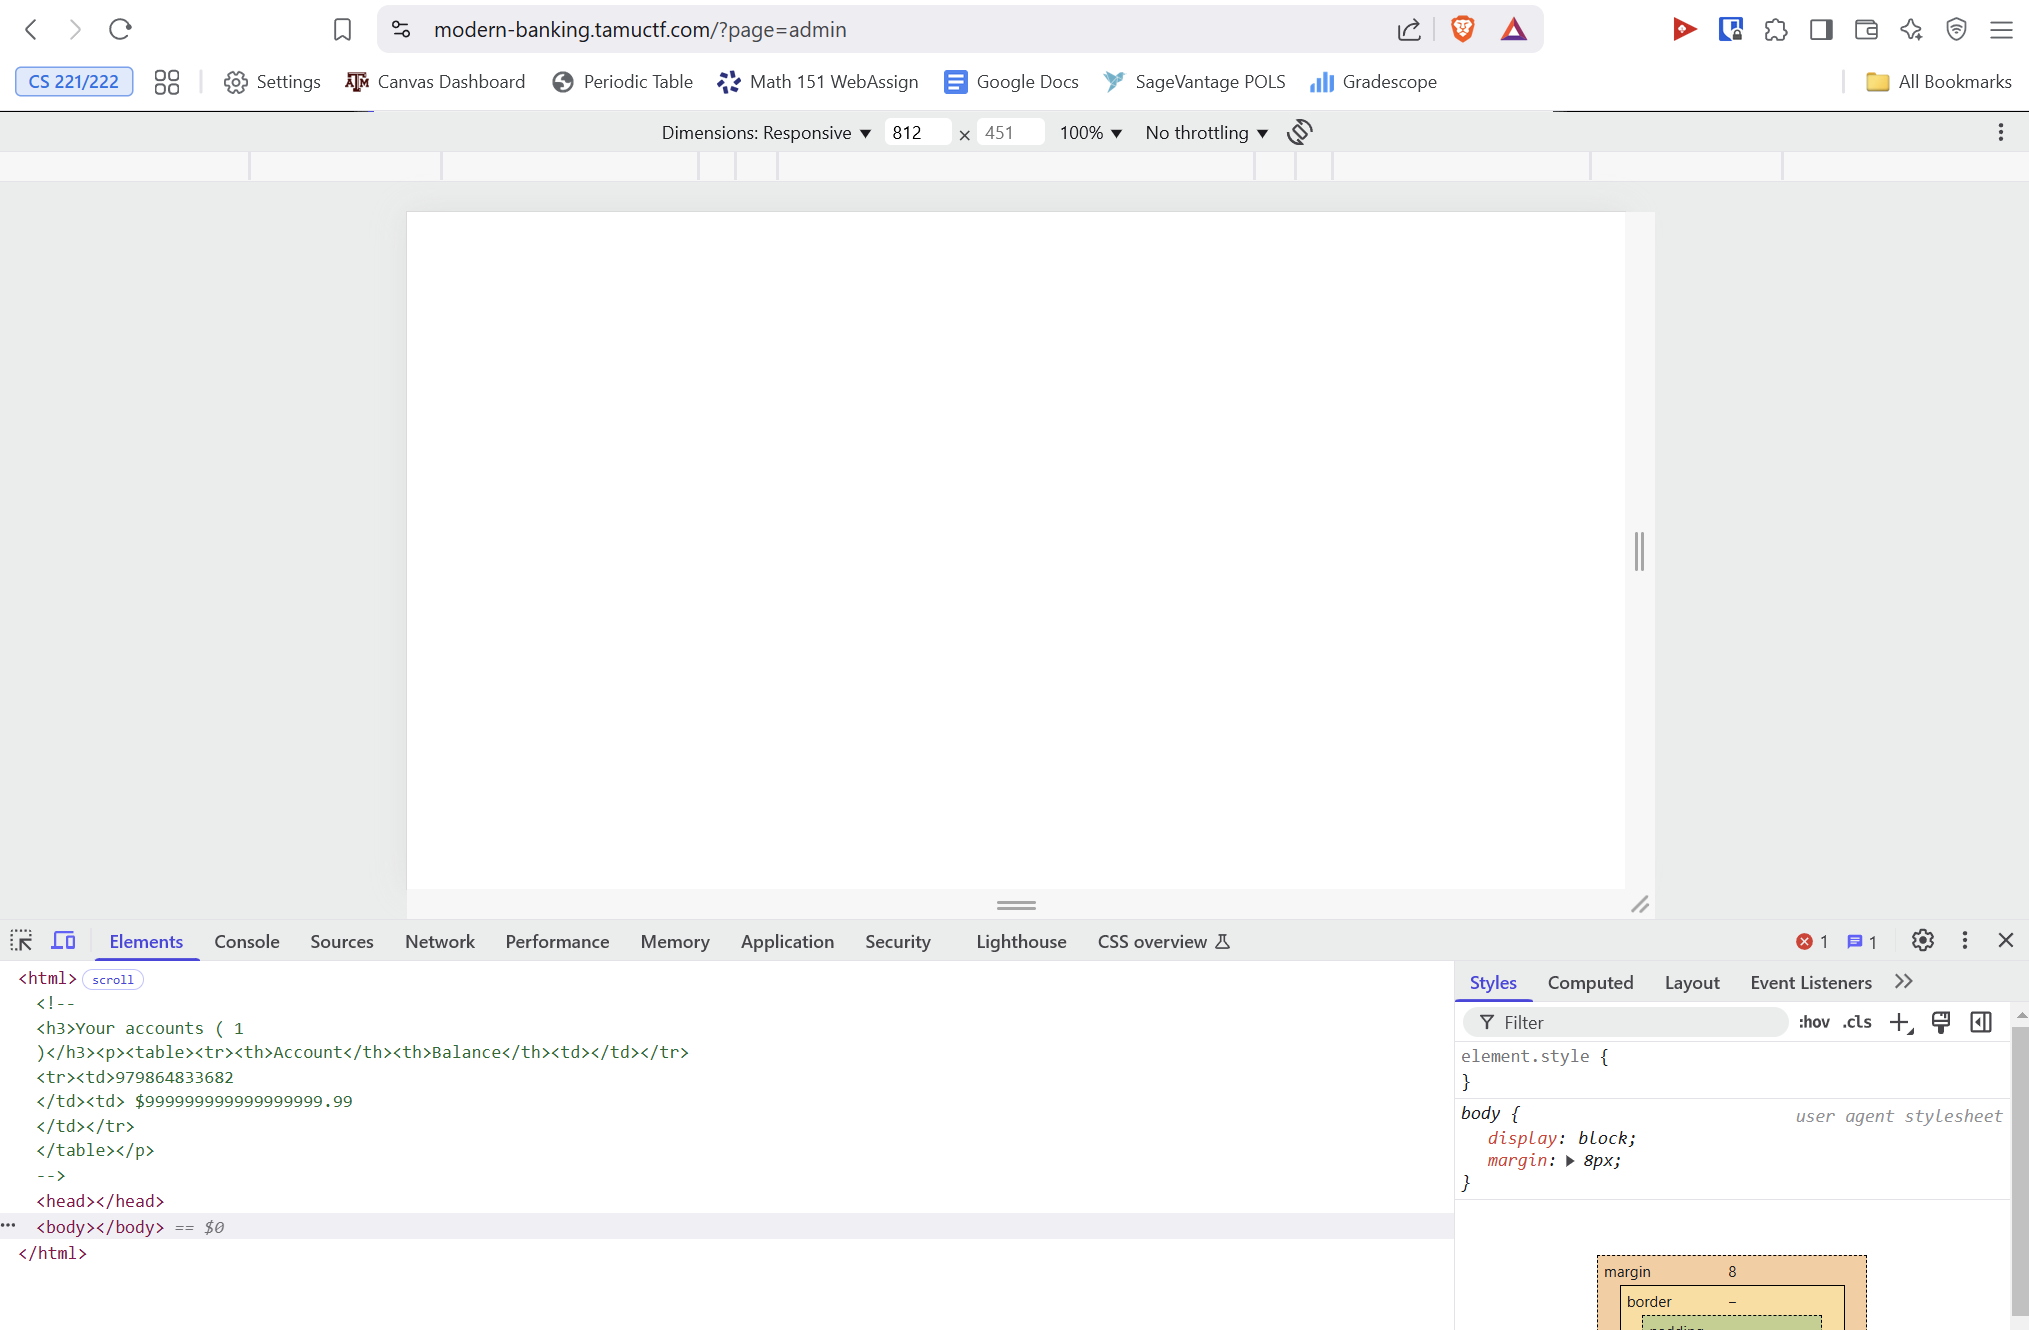 modern-banking.tamuctf.com/?page=admin
CS 221/222 Settings Canvas Dashboard Periodic Table Math 151 WebAssign Google Docs SageVantage POLS Gradescope All Bookmarks
Dimensions: Responsive ▼ 812 × 451 100% ▼ No throttling ▼
Elements Console Sources Network Performance Memory Application Security Lighthouse CSS overview 1 1
<html> scroll
<!--
<h3>Your accounts ( 1
)</h3><p><table><tr><th>Account</th><th>Balance</th><td></td></tr>
<tr><td>979864833682
</td><td> $999999999999999999.99
</td></tr>
</table></p>
-->
<head></head>
<body></body> == $0
</html>
Styles Computed Layout Event Listeners
Filter :hov .cls
element.style {
}
body { user agent stylesheet
display: block;
margin: ▶ 8px;
}
margin 8
border –
padding